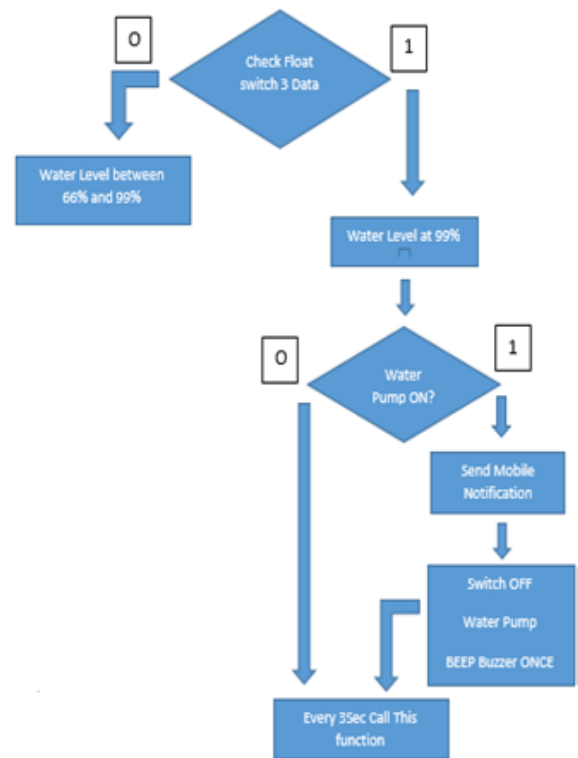 0
1
Check Float
switch 3 Data
Water Level between
66% and 99%
Water Level at 99%
0
1
Water
Pump ON?
Send Mobile
Notification
Switch OFF
Water Pump
BEEP Buzzer ONCE
Every 3Sec Call This
function